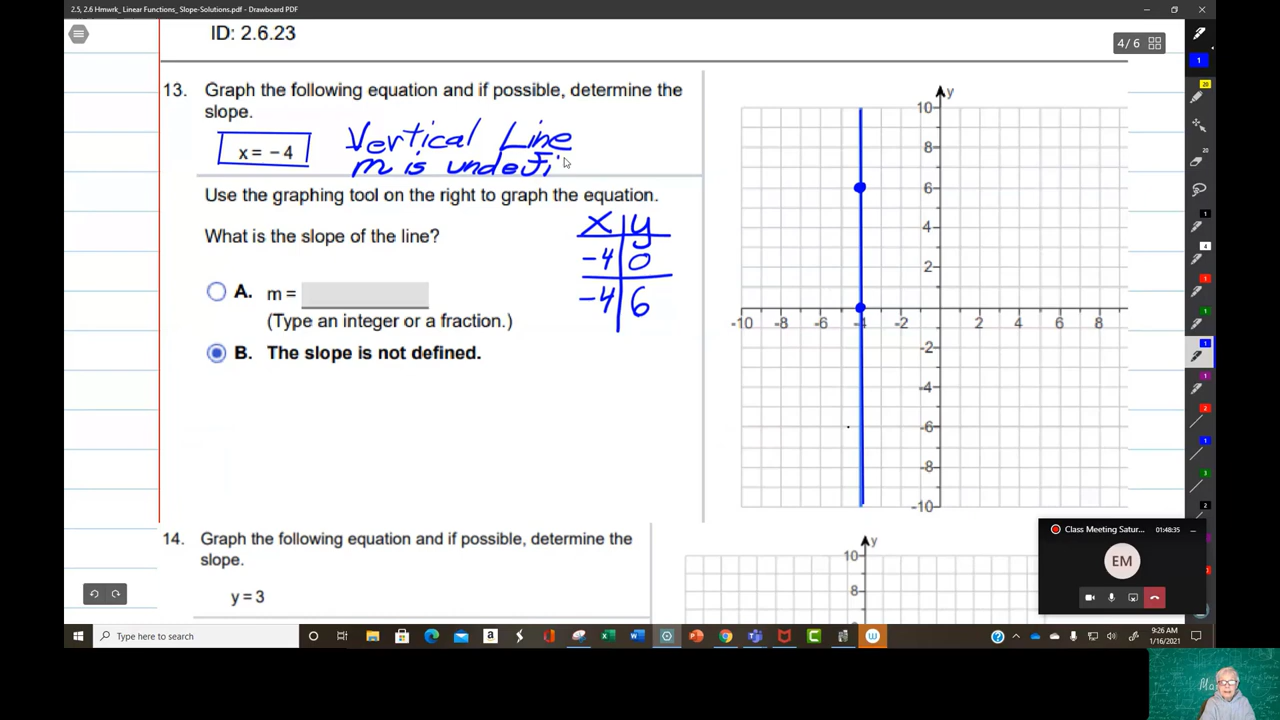 2.5, 2.6 Hmwrk_ Linear Functions_ Slope-Solutions.pdf - Drawboard PDF
ID: 2.6.23
4 / 6
13. Graph the following equation and if possible, determine the
slope.
x = - 4
Vertical Line
m is undefi
Use the graphing tool on the right to graph the equation.
What is the slope of the line?
x y
-4 0
-4 6
A. m =
(Type an integer or a fraction.)
B. The slope is not defined.
y
10
8
6
4
2
-10 -8 -6 -4 -2 2 4 6 8
-2
-4
-6
-8
-10
14. Graph the following equation and if possible, determine the
slope.
y = 3
y
10
8
Class Meeting Satur... 01:48:35
EM
Type here to search
9:26 AM
1/16/2021